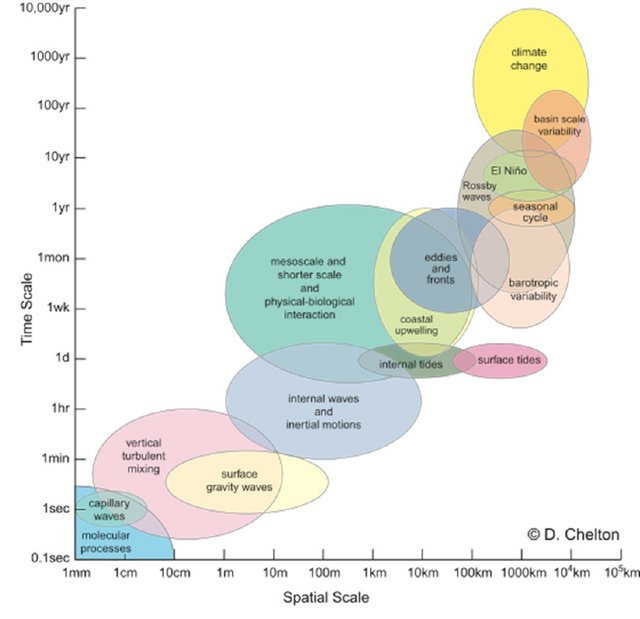 10,000yr
1000yr
100yr
10yr
1yr
1mon
1wk
1d
1hr
1min
1sec
0.1sec
Time Scale
climate
change
basin scale
variability
El Niño
Rossby
waves
seasonal
cycle
mesoscale and
shorter scale
and
physical-biological
interaction
eddies
and
fronts
barotropic
variability
coastal
upwelling
internal tides
surface tides
internal waves
and
inertial motions
vertical
turbulent
mixing
surface
gravity waves
capillary
waves
molecular
processes
© D. Chelton
1mm
1cm
10cm
1m
10m
100m
1km
10km
100km
1000km
10⁴km
10⁵km
Spatial Scale